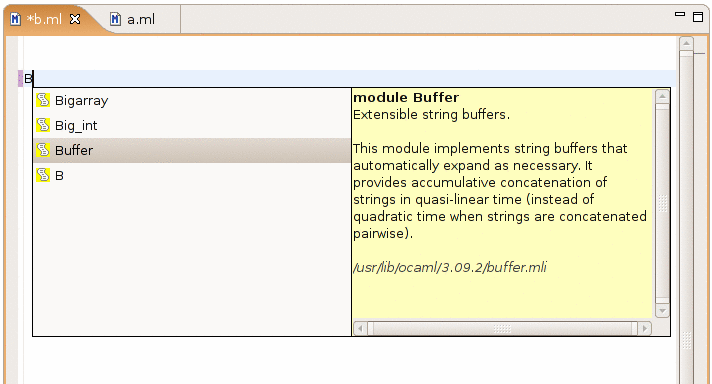 *b.ml a.ml
B
Bigarray
Big_int
Buffer
B
module Buffer
Extensible string buffers.
This module implements string buffers that
automatically expand as necessary. It
provides accumulative concatenation of
strings in quasi-linear time (instead of
quadratic time when strings are concatenated
pairwise).
/usr/lib/ocaml/3.09.2/buffer.mli